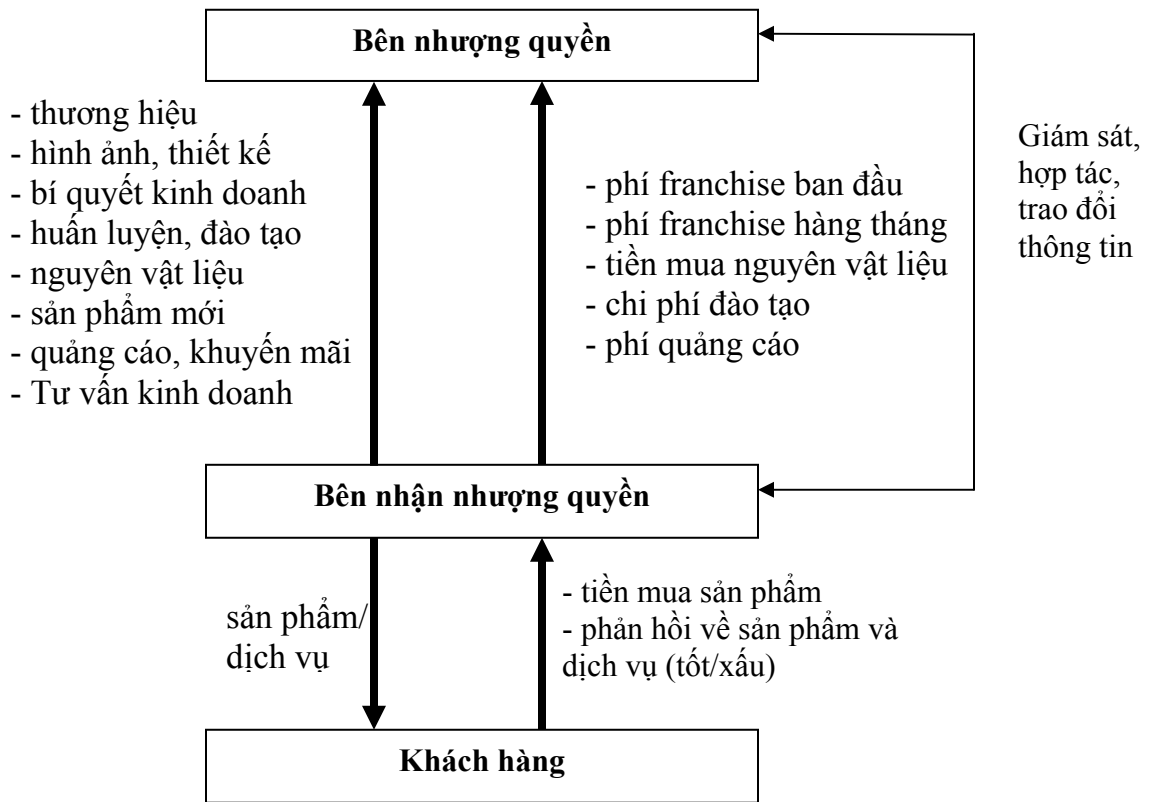 Bên nhượng quyền
- thương hiệu
- hình ảnh, thiết kế
- bí quyết kinh doanh
- huấn luyện, đào tạo
- nguyên vật liệu
- sản phẩm mới
- quảng cáo, khuyến mãi
- Tư vấn kinh doanh
- phí franchise ban đầu
- phí franchise hàng tháng
- tiền mua nguyên vật liệu
- chi phí đào tạo
- phí quảng cáo
Giám sát,
hợp tác,
trao đổi
thông tin
Bên nhận nhượng quyền
sản phẩm/
dịch vụ
- tiền mua sản phẩm
- phản hồi về sản phẩm và
dịch vụ (tốt/xấu)
Khách hàng